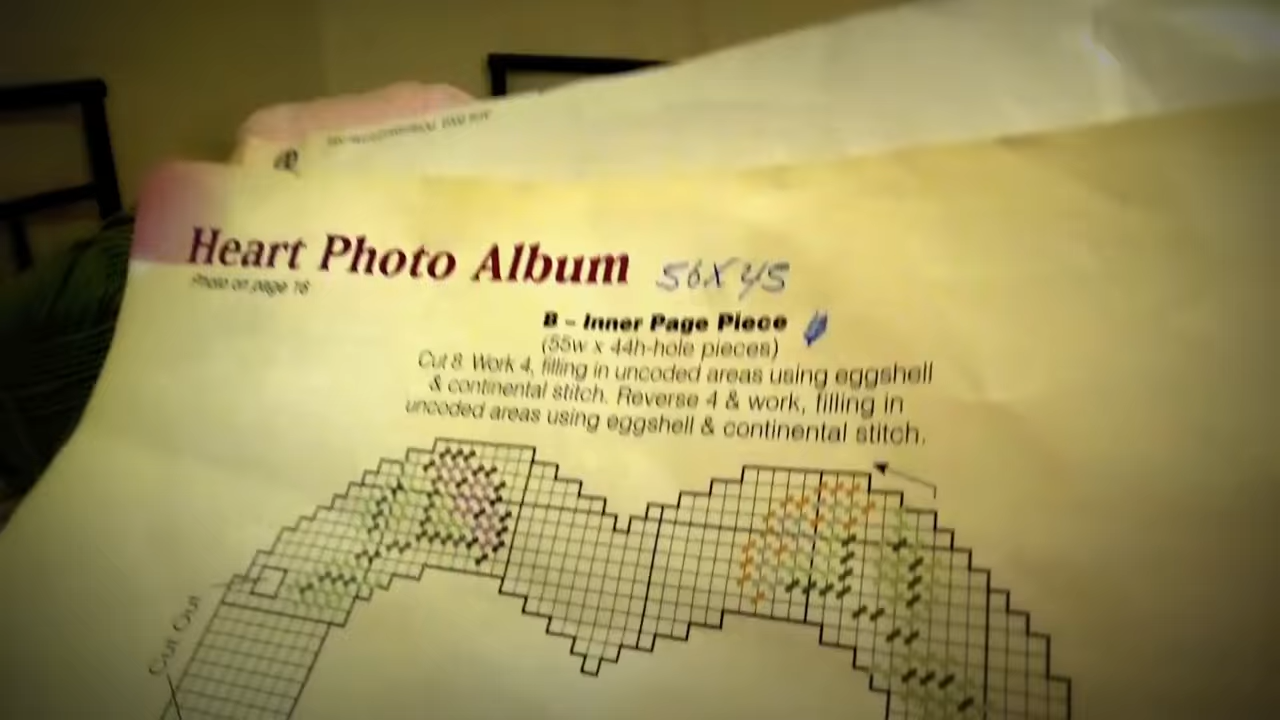 Heart Photo Album 56X45
Photo on page 16
B – Inner Page Piece
(55w x 44h-hole pieces)
Cut 8. Work 4, filling in uncoded areas using eggshell
& continental stitch. Reverse 4 & work, filling in
uncoded areas using eggshell & continental stitch.
Cut Out